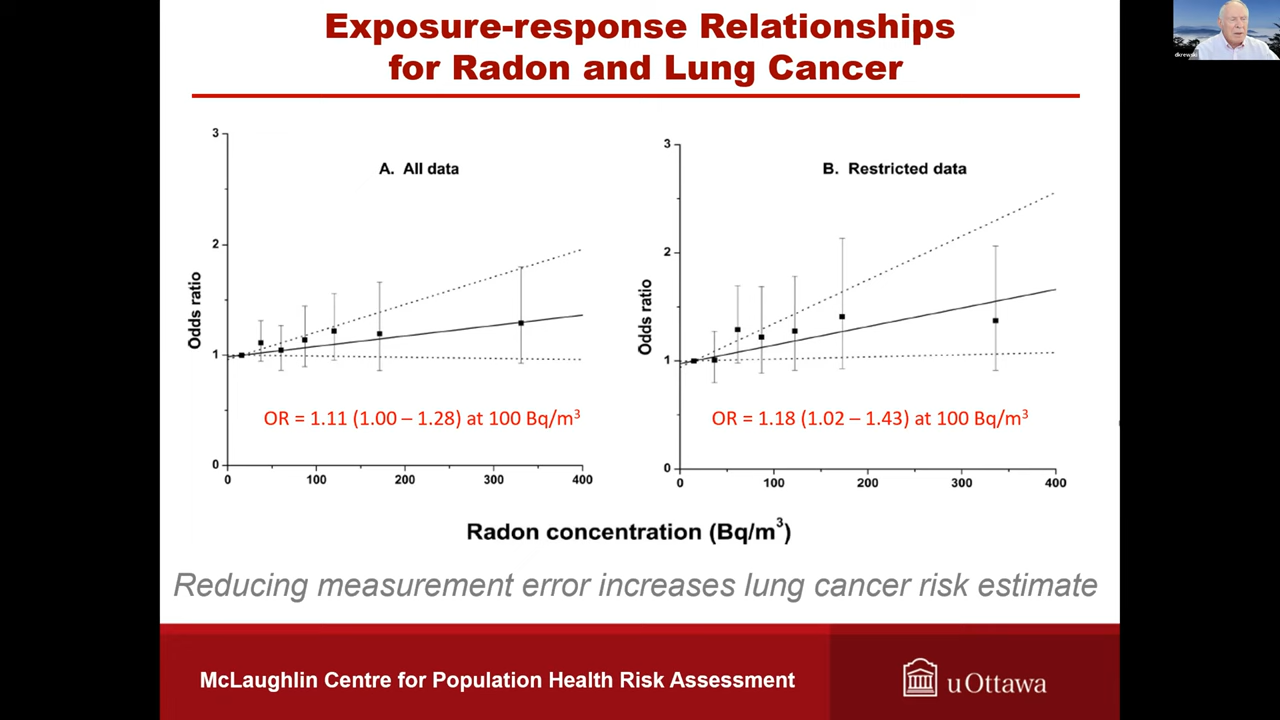 Exposure-response Relationships
for Radon and Lung Cancer
dkrewski
A. All data
3
2
1
0
Odds ratio
OR = 1.11 (1.00 – 1.28) at 100 Bq/m³
0 100 200 300 400
B. Restricted data
3
2
1
0
Odds ratio
OR = 1.18 (1.02 – 1.43) at 100 Bq/m³
0 100 200 300 400
Radon concentration (Bq/m³)
Reducing measurement error increases lung cancer risk estimate
McLaughlin Centre for Population Health Risk Assessment
uOttawa